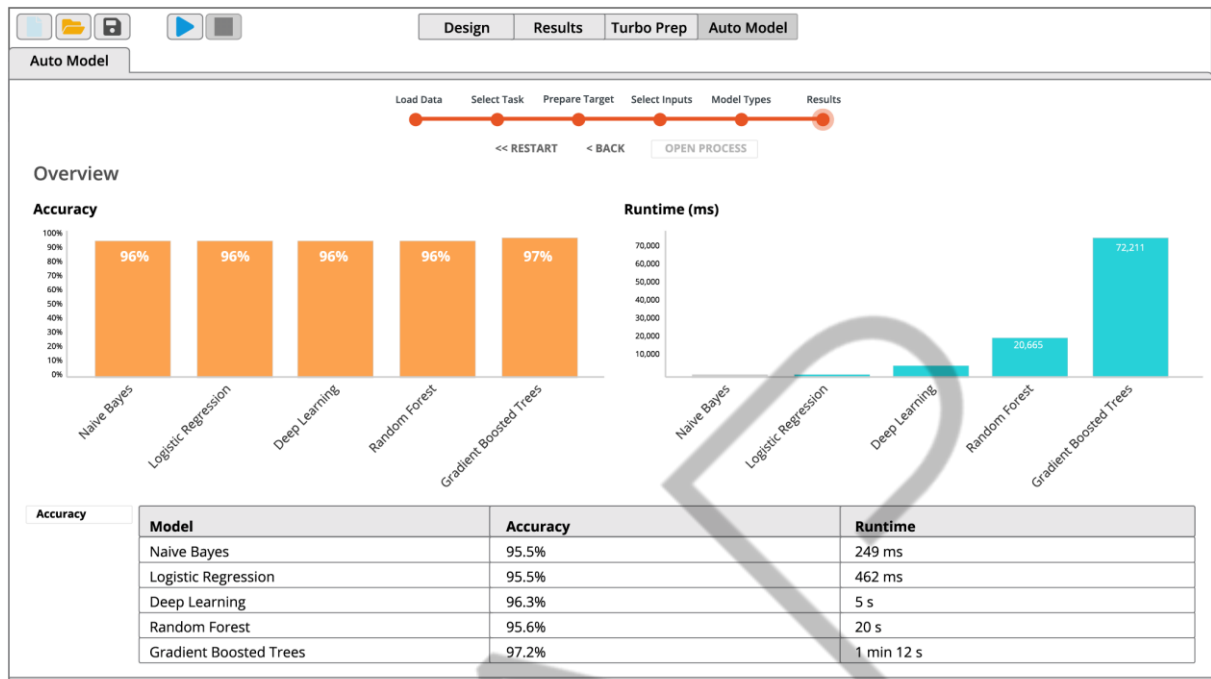 Design Results Turbo Prep Auto Model
Auto Model
Load Data Select Task Prepare Target Select Inputs Model Types Results
<< RESTART < BACK OPEN PROCESS
Overview
Accuracy
100%
90%
80%
70%
60%
50%
40%
30%
20%
10%
0%
96% 96% 96% 96% 97%
Naive Bayes
Logistic Regression
Deep Learning
Random Forest
Gradient Boosted Trees
Runtime (ms)
70,000
60,000
50,000
40,000
30,000
20,000
10,000
20,665
72,211
Naive Bayes
Logistic Regression
Deep Learning
Random Forest
Gradient Boosted Trees
Accuracy
Model Accuracy Runtime
Naive Bayes 95.5% 249 ms
Logistic Regression 95.5% 462 ms
Deep Learning 96.3% 5 s
Random Forest 95.6% 20 s
Gradient Boosted Trees 97.2% 1 min 12 s